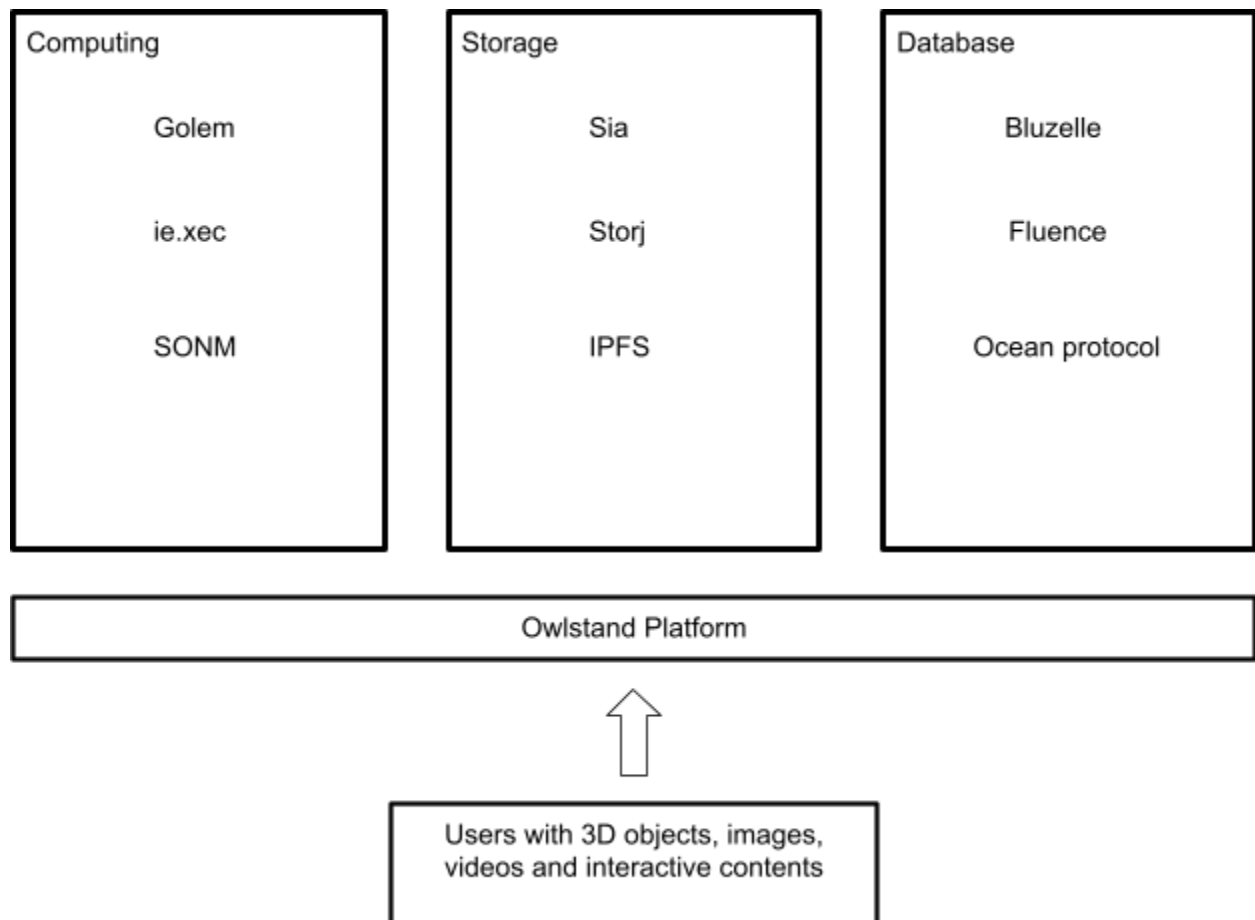 Computing
Golem
ie.xec
SONM
Storage
Sia
Storj
IPFS
Database
Bluzelle
Fluence
Ocean protocol
Owlstand Platform
Users with 3D objects, images,
videos and interactive contents